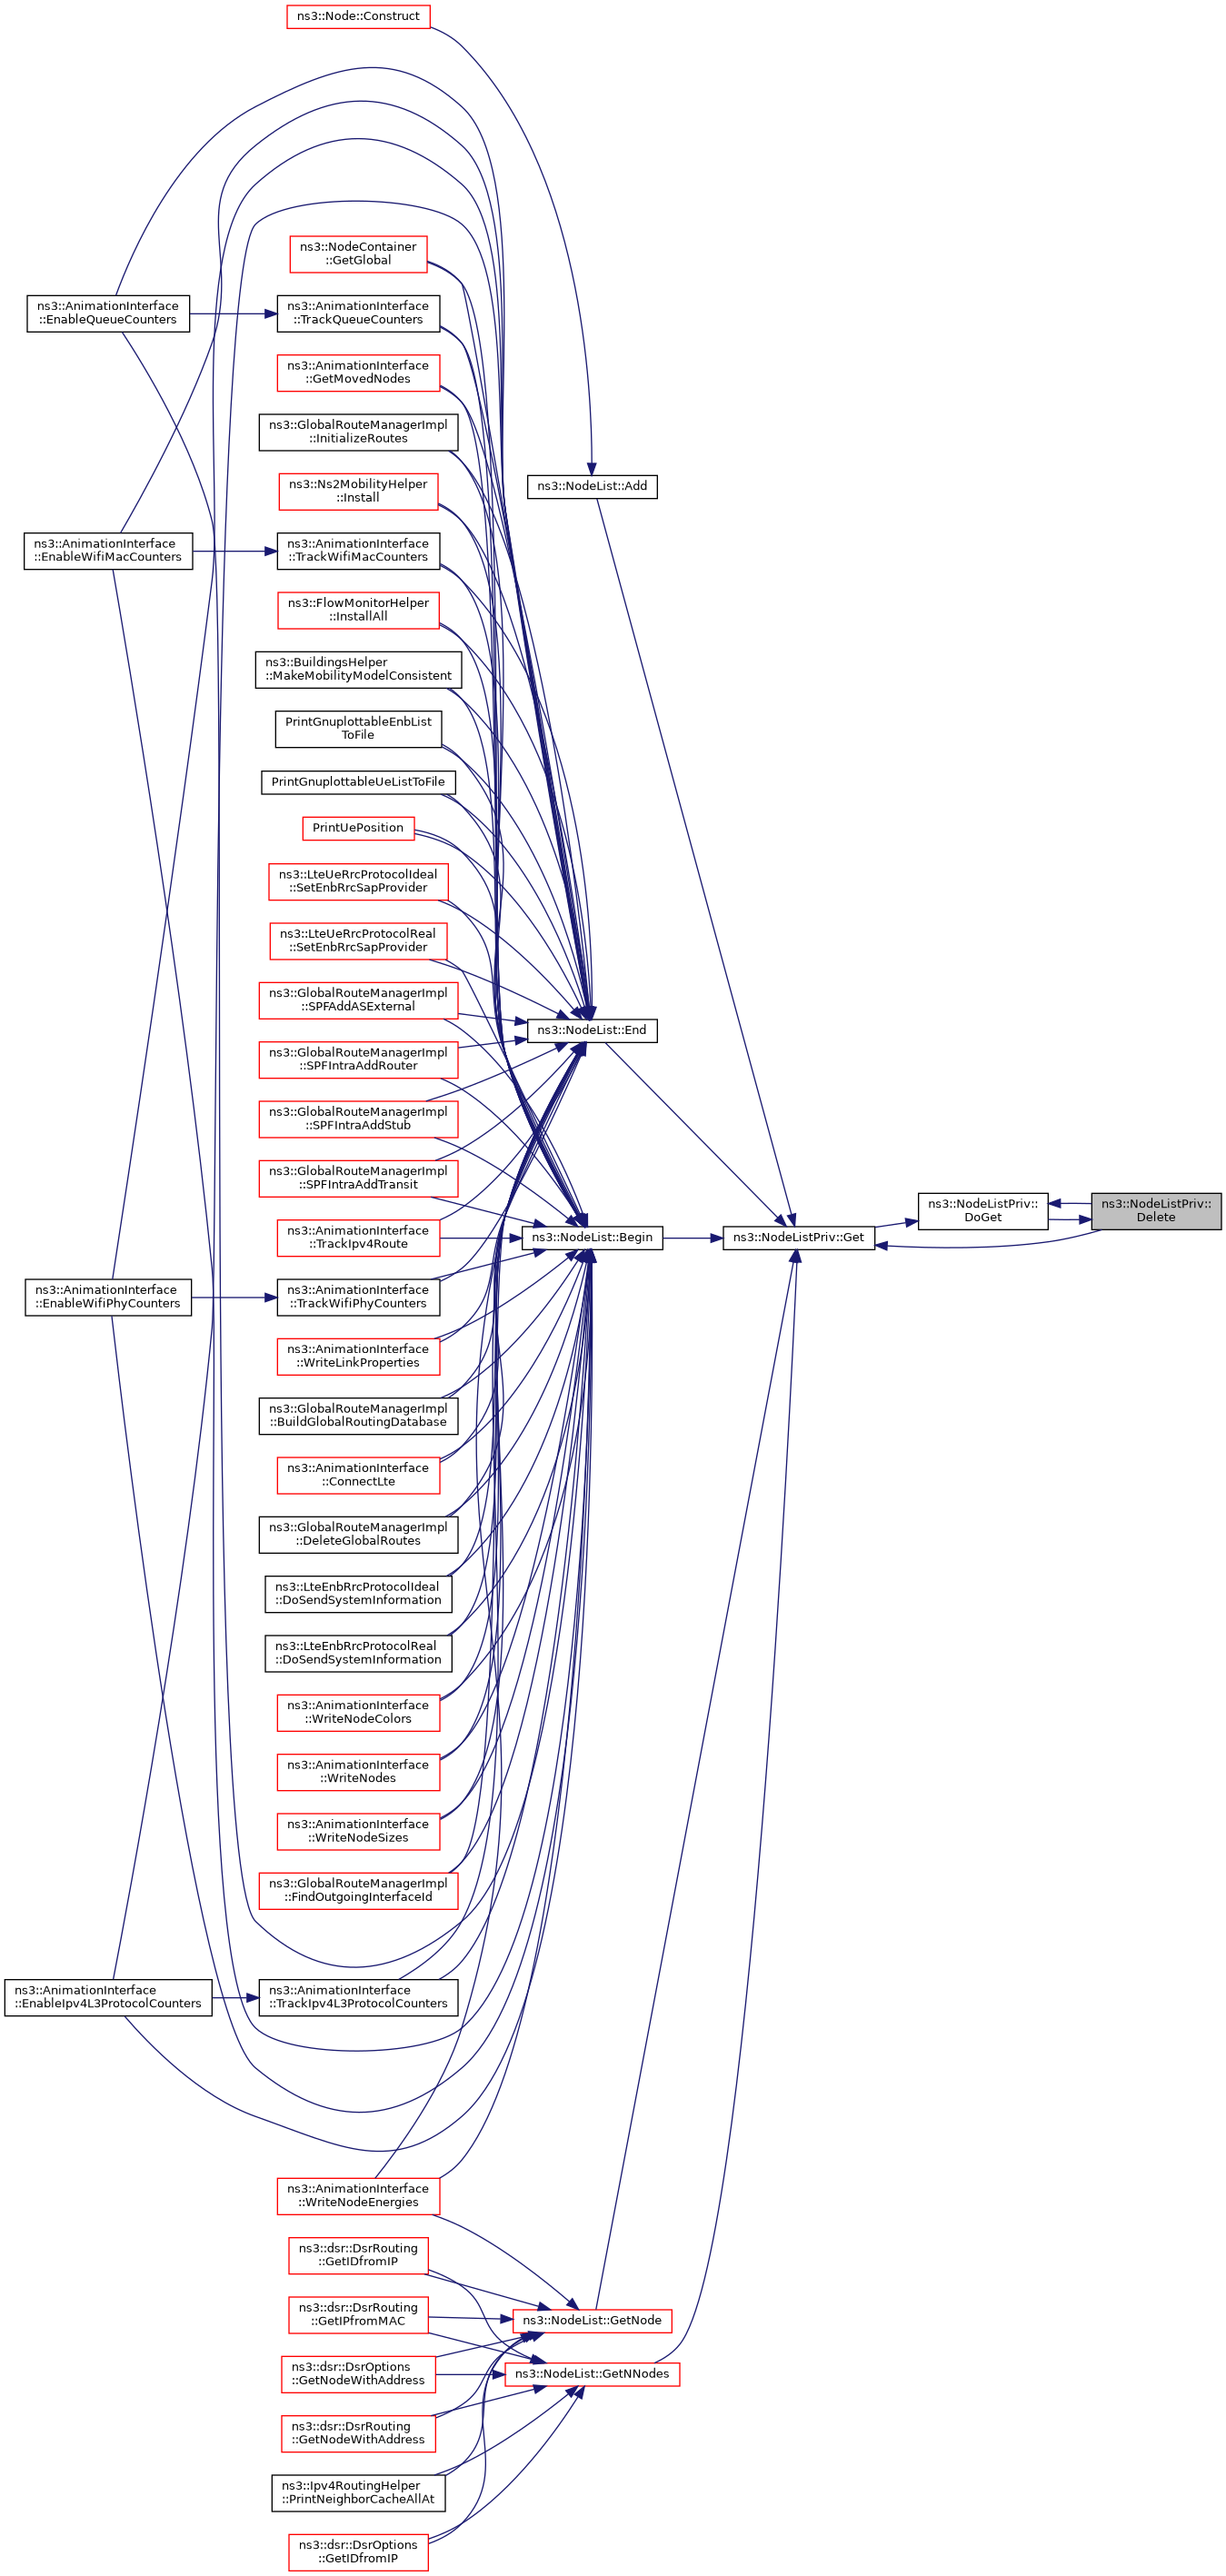 ns3::Node::Construct
ns3::NodeContainer
::GetGlobal
ns3::AnimationInterface
::EnableQueueCounters
ns3::AnimationInterface
::TrackQueueCounters
ns3::AnimationInterface
::GetMovedNodes
ns3::GlobalRouteManagerImpl
::InitializeRoutes
ns3::Ns2MobilityHelper
::Install
ns3::NodeList::Add
ns3::AnimationInterface
::EnableWifiMacCounters
ns3::AnimationInterface
::TrackWifiMacCounters
ns3::FlowMonitorHelper
::InstallAll
ns3::BuildingsHelper
::MakeMobilityModelConsistent
PrintGnuplottableEnbList
ToFile
PrintGnuplottableUeListToFile
PrintUePosition
ns3::LteUeRrcProtocolIdeal
::SetEnbRrcSapProvider
ns3::LteUeRrcProtocolReal
::SetEnbRrcSapProvider
ns3::GlobalRouteManagerImpl
::SPFAddASExternal
ns3::NodeList::End
ns3::GlobalRouteManagerImpl
::SPFIntraAddRouter
ns3::GlobalRouteManagerImpl
::SPFIntraAddStub
ns3::GlobalRouteManagerImpl
::SPFIntraAddTransit
ns3::AnimationInterface
::TrackIpv4Route
ns3::NodeList::Begin
ns3::NodeListPriv::Get
ns3::NodeListPriv::
DoGet
ns3::NodeListPriv::
Delete
ns3::AnimationInterface
::EnableWifiPhyCounters
ns3::AnimationInterface
::TrackWifiPhyCounters
ns3::AnimationInterface
::WriteLinkProperties
ns3::GlobalRouteManagerImpl
::BuildGlobalRoutingDatabase
ns3::AnimationInterface
::ConnectLte
ns3::GlobalRouteManagerImpl
::DeleteGlobalRoutes
ns3::LteEnbRrcProtocolIdeal
::DoSendSystemInformation
ns3::LteEnbRrcProtocolReal
::DoSendSystemInformation
ns3::AnimationInterface
::WriteNodeColors
ns3::AnimationInterface
::WriteNodes
ns3::AnimationInterface
::WriteNodeSizes
ns3::GlobalRouteManagerImpl
::FindOutgoingInterfaceId
ns3::AnimationInterface
::EnableIpv4L3ProtocolCounters
ns3::AnimationInterface
::TrackIpv4L3ProtocolCounters
ns3::AnimationInterface
::WriteNodeEnergies
ns3::dsr::DsrRouting
::GetIDfromIP
ns3::dsr::DsrRouting
::GetIPfromMAC
ns3::NodeList::GetNode
ns3::dsr::DsrOptions
::GetNodeWithAddress
ns3::NodeList::GetNNodes
ns3::dsr::DsrRouting
::GetNodeWithAddress
ns3::Ipv4RoutingHelper
::PrintNeighborCacheAllAt
ns3::dsr::DsrOptions
::GetIDfromIP